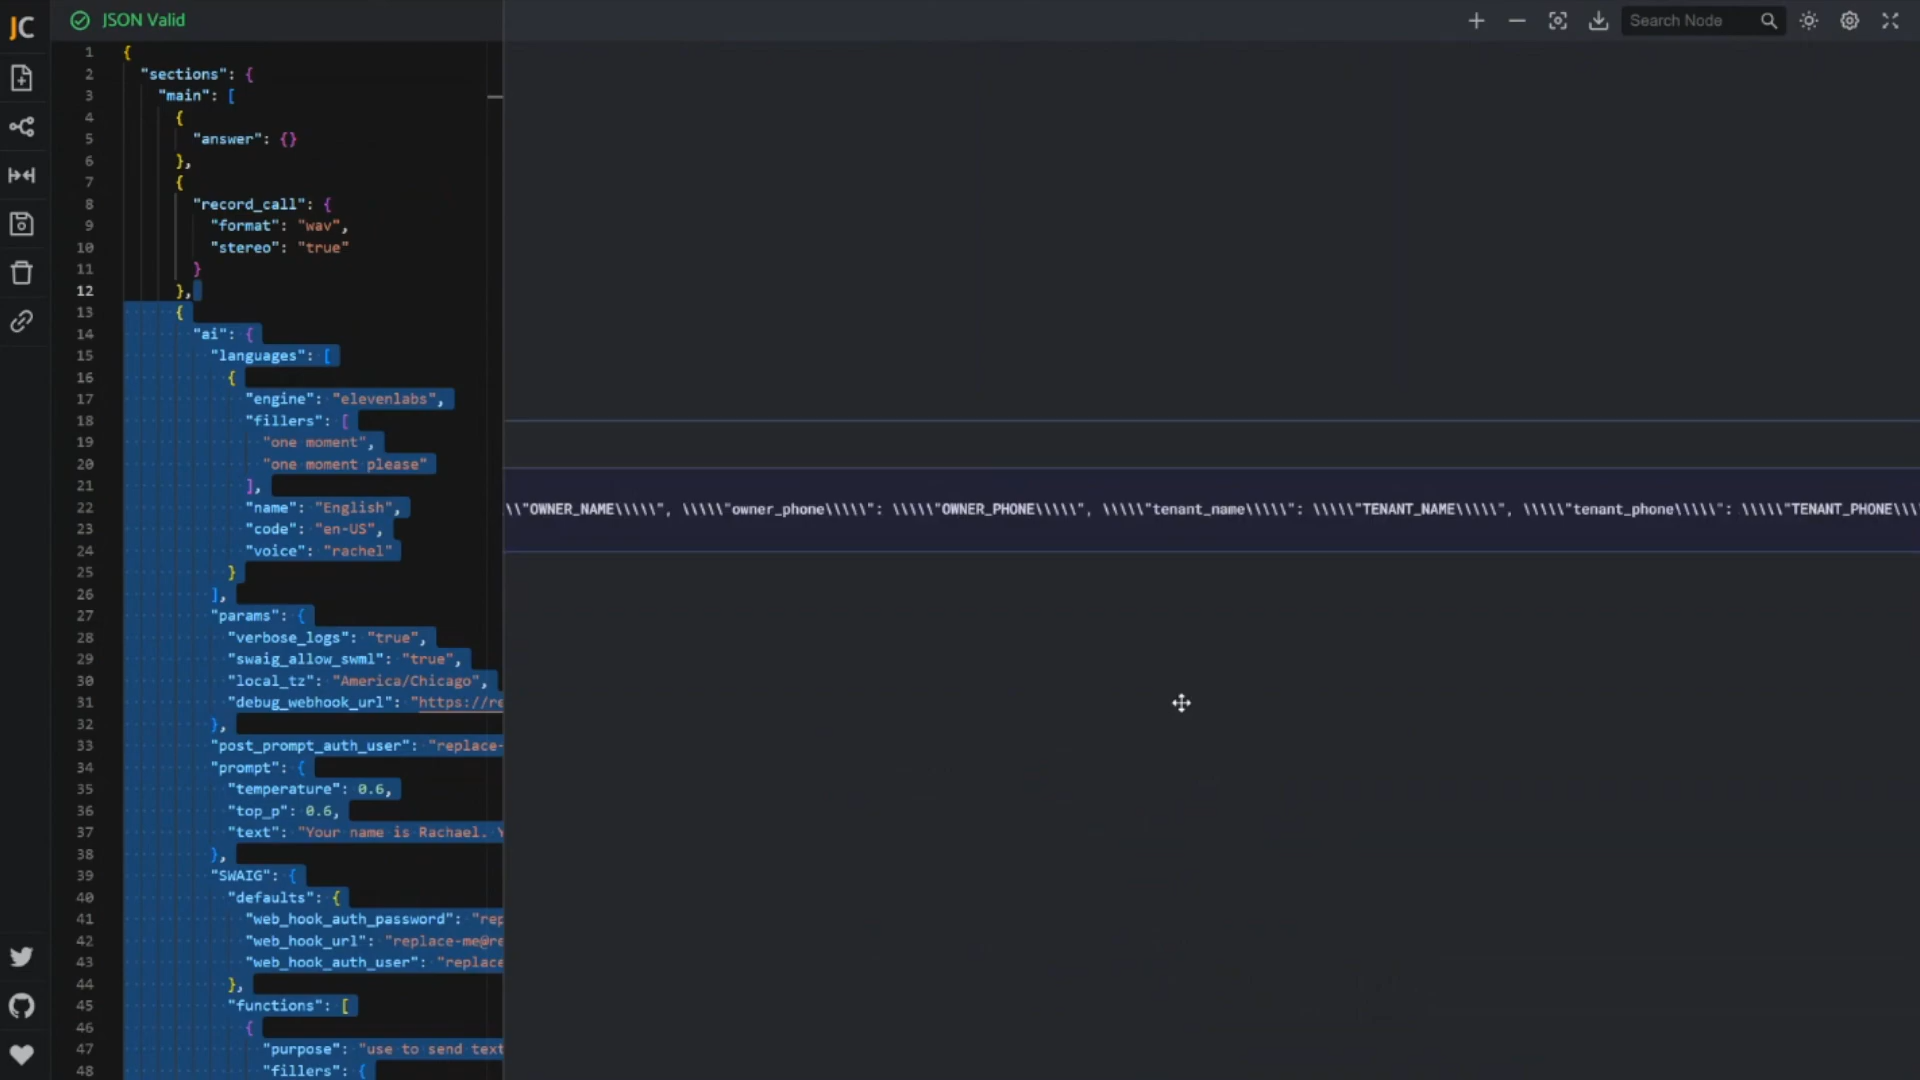 JC
JSON Valid
Search Node
1 {
2 "sections": {
3 "main": [
4 {
5 "answer": {}
6 },
7 {
8 "record_call": {
9 "format": "wav",
10 "stereo": "true"
11 }
12 },
13 {
14 "ai": {
15 "languages": [
16 {
17 "engine": "elevenlabs",
18 "fillers": [
19 "one moment",
20 "one moment please"
21 ],
22 "name": "English",
23 "code": "en-US",
24 "voice": "rachel"
25 }
26 ],
27 "params": {
28 "verbose_logs": "true",
29 "swaig_allow_swml": "true",
30 "local_tz": "America/Chicago",
31 "debug_webhook_url": "https://re
32 },
33 "post_prompt_auth_user": "replace-
34 "prompt": {
35 "temperature": 0.6,
36 "top_p": 0.6,
37 "text": "Your name is Rachael. Y
38 },
39 "SWAIG": {
40 "defaults": {
41 "web_hook_auth_password": "rep
42 "web_hook_url": "replace-me@re
43 "web_hook_auth_user": "replace
44 },
45 "functions": [
46 {
47 "purpose": "use to send text
48 "fillers": {
\\"OWNER_NAME\\\\\", \\\\\"owner_phone\\\\\": \\\\\"OWNER_PHONE\\\\\", \\\\\"tenant_name\\\\\": \\\\\"TENANT_NAME\\\\\", \\\\\"tenant_phone\\\\\": \\\\\"TENANT_PHONE\\\